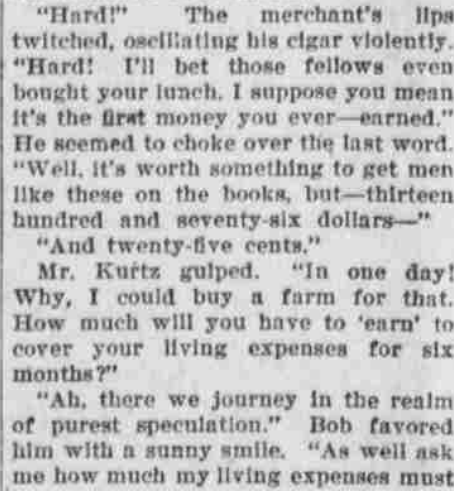 "Hard!" The merchant's lips
twitched, oscillating his cigar violently.
"Hard! I'll bet those fellows even
bought your lunch. I suppose you mean
it's the first money you ever—earned."
He seemed to choke over the last word.
"Well, it's worth something to get men
like these on the books, but—thirteen
hundred and seventy-six dollars—"
"And twenty-five cents."
Mr. Kurtz gulped. "In one day!
Why, I could buy a farm for that.
How much will you have to 'earn' to
cover your living expenses for six
months?"
"Ah, there we journey in the realm
of purest speculation." Bob favored
him with a sunny smile. "As well ask
me how much my living expenses must